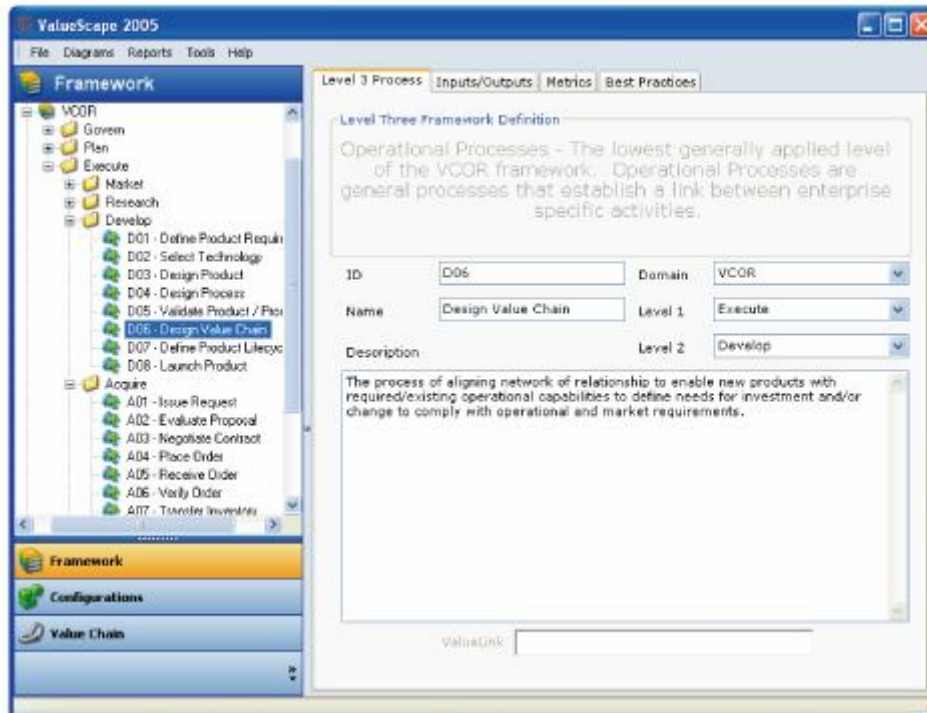 ValueScape 2005
File Diagrams Reports Tools Help
Framework
VCOR
Govern
Plan
Execute
Market
Research
Develop
D01 - Define Product Requin
D02 - Select Technology
D03 - Design Product
D04 - Design Process
D05 - Validate Product /
D06 - Design Value Chain
D07 - Define Product Lifecyc
D08 - Launch Product
Acquire
A01 - Issue Request
A02 - Evaluate Proposal
A03 - Negotiate Contract
A04 - Place Order
A05 - Receive Order
A06 - Verify Order
A07 - Transfer Inventory
Framework
Configurations
Value Chain
Level 3 Process Inputs/Outputs Metrics Best Practices
Level Three Framework Definition
Operational Processes - The lowest generally applied level
of the VCOR framework. Operational Processes are
general processes that establish a link between enterprise
specific activities.
ID D06 Domain VCOR
Name Design Value Chain Level 1 Execute
Description Level 2 Develop
The process of aligning network of relationship to enable new products with
required/existing operational capabilities to define needs for investment and/or
change to comply with operational and market requirements.
ValueLink